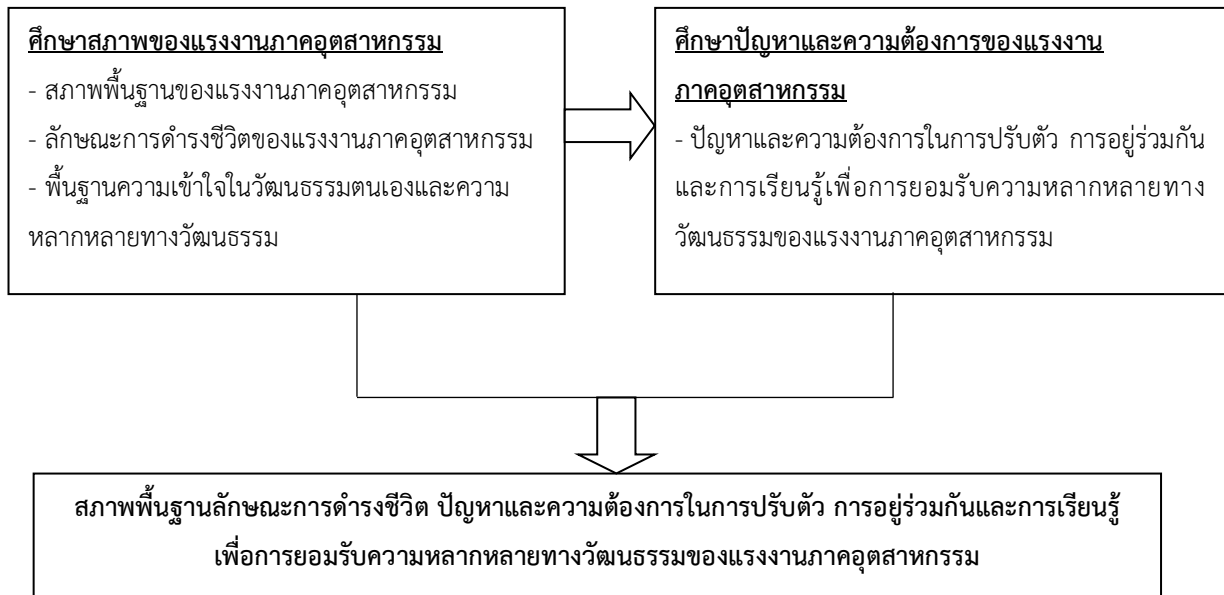 ศึกษาสภาพของแรงงานภาคอุตสาหกรรม
- สภาพพื้นฐานของแรงงานภาคอุตสาหกรรม
- ลักษณะการดำรงชีวิตของแรงงานภาคอุตสาหกรรม
- พื้นฐานความเข้าใจในวัฒนธรรมตนเองและความ
หลากหลายทางวัฒนธรรม
ศึกษาปัญหาและความต้องการของแรงงาน
ภาคอุตสาหกรรม
- ปัญหาและความต้องการในการปรับตัว การอยู่ร่วมกัน
และการเรียนรู้เพื่อการยอมรับความหลากหลายทาง
วัฒนธรรมของแรงงานภาคอุตสาหกรรม
สภาพพื้นฐานลักษณะการดำรงชีวิต ปัญหาและความต้องการในการปรับตัว การอยู่ร่วมกันและการเรียนรู้
เพื่อการยอมรับความหลากหลายทางวัฒนธรรมของแรงงานภาคอุตสาหกรรม